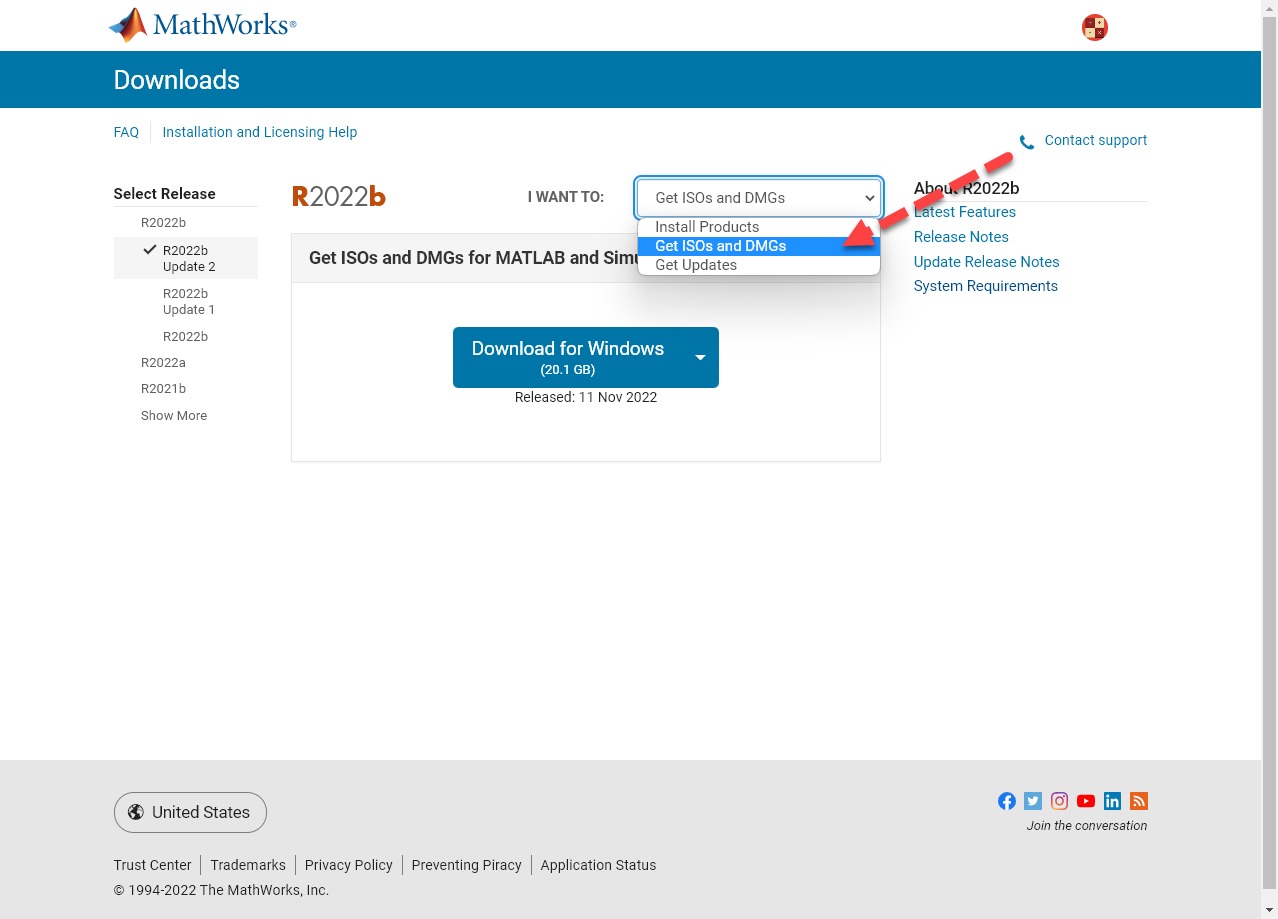 MathWorks®
Downloads
FAQ
Installation and Licensing Help
Contact support
Select Release
R2022b
R2022b
Update 2
R2022b
Update 1
R2022b
R2022a
R2021b
Show More
R2022b
I WANT TO:
Get ISOs and DMGs
Install Products
Get ISOs and DMGs
Get Updates
Get ISOs and DMGs for MATLAB and Simu
Download for Windows
(20.1 GB)
Released: 11 Nov 2022
About R2022b
Latest Features
Release Notes
Update Release Notes
System Requirements
United States
Join the conversation
Trust Center
Trademarks
Privacy Policy
Preventing Piracy
Application Status
© 1994-2022 The MathWorks, Inc.